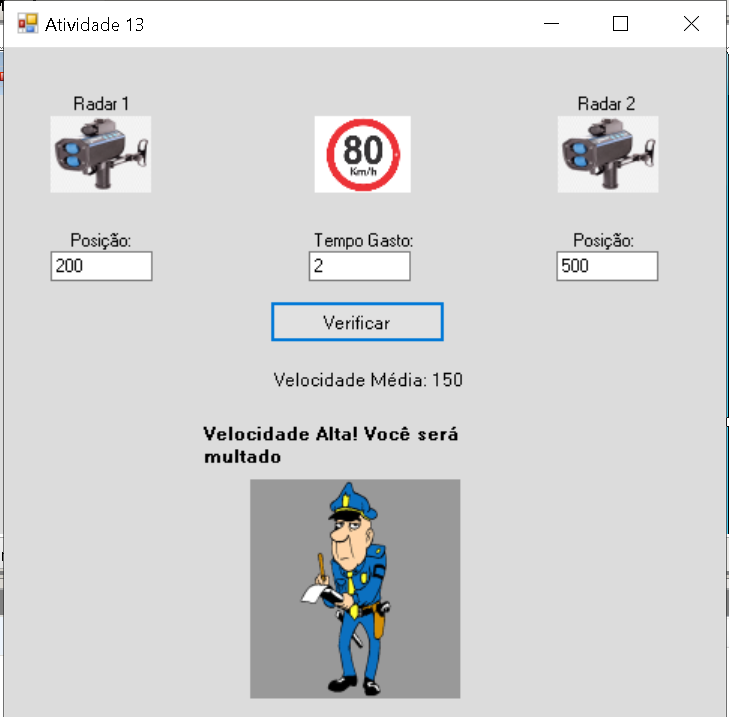 Atividade 13
Radar 1
Radar 2
80
Km/h
Posição:
Tempo Gasto:
Posição:
200
2
500
Verificar
Velocidade Média: 150
Velocidade Alta! Você será
multado